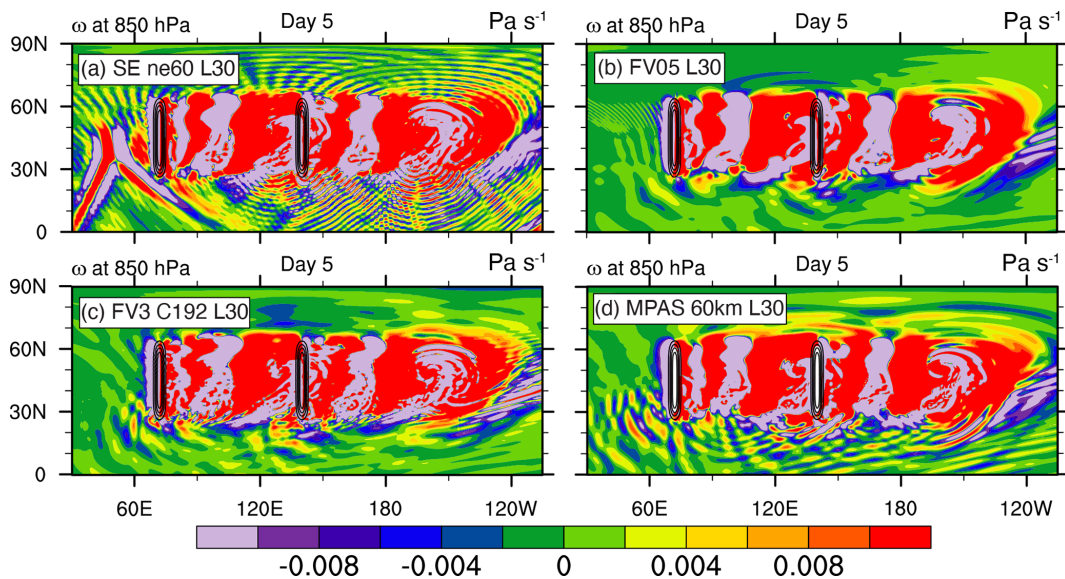 ω at 850 hPa Day 5 Pa s⁻¹
ω at 850 hPa Day 5 Pa s⁻¹
90N
60N
30N
0
(a) SE ne60 L30
(b) FV05 L30
ω at 850 hPa Day 5 Pa s⁻¹
ω at 850 hPa Day 5 Pa s⁻¹
90N
60N
30N
0
(c) FV3 C192 L30
(d) MPAS 60km L30
60E 120E 180 120W
60E 120E 180 120W
-0.008 -0.004 0 0.004 0.008